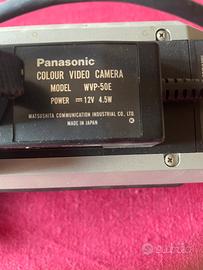 Panasonic
COLOUR VIDEO CAMERA
MODEL WVP-50E
POWER ⎓ 12V 4.5W
MATSUSHITA COMMUNICATION INDUSTRIAL CO., LTD.
MADE IN JAPAN
subito